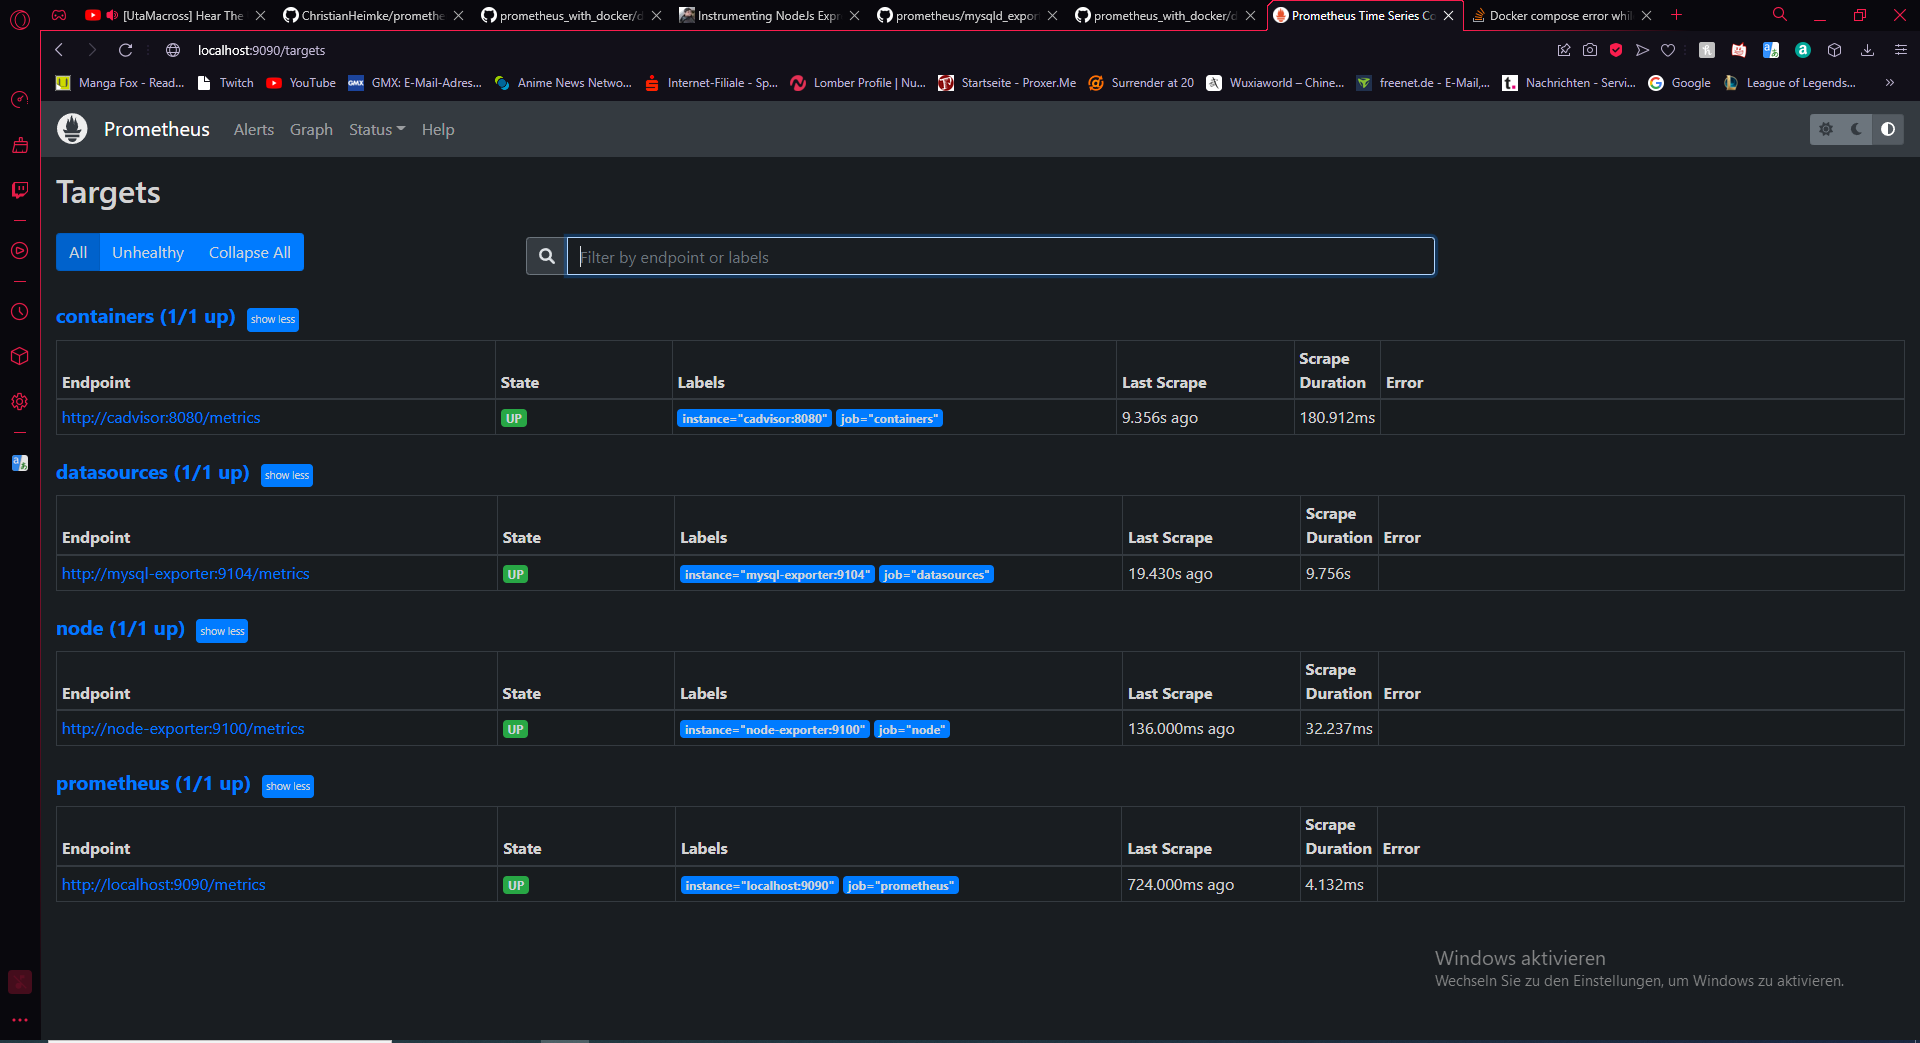 [UtaMacross] Hear The
ChristianHeimke/promethe
prometheus_with_docker/d
Instrumenting NodeJs Expr
prometheus/mysqld_export
prometheus_with_docker/d
Prometheus Time Series Co
Docker compose error whil
localhost:9090/targets
Manga Fox - Read...
Twitch
YouTube
GMX: E-Mail-Adres...
Anime News Netwo...
Internet-Filiale - Sp...
Lomber Profile | Nu...
Startseite - Proxer.Me
Surrender at 20
Wuxiaworld – Chine...
freenet.de - E-Mail,...
Nachrichten - Servi...
Google
League of Legends...
Prometheus Alerts Graph Status Help
Targets
All Unhealthy Collapse All
Filter by endpoint or labels
containers (1/1 up) show less
Endpoint State Labels Last Scrape Scrape Duration Error
http://cadvisor:8080/metrics UP instance="cadvisor:8080" job="containers" 9.356s ago 180.912ms
datasources (1/1 up) show less
Endpoint State Labels Last Scrape Scrape Duration Error
http://mysql-exporter:9104/metrics UP instance="mysql-exporter:9104" job="datasources" 19.430s ago 9.756s
node (1/1 up) show less
Endpoint State Labels Last Scrape Scrape Duration Error
http://node-exporter:9100/metrics UP instance="node-exporter:9100" job="node" 136.000ms ago 32.237ms
prometheus (1/1 up) show less
Endpoint State Labels Last Scrape Scrape Duration Error
http://localhost:9090/metrics UP instance="localhost:9090" job="prometheus" 724.000ms ago 4.132ms
Windows aktivieren
Wechseln Sie zu den Einstellungen, um Windows zu aktivieren.